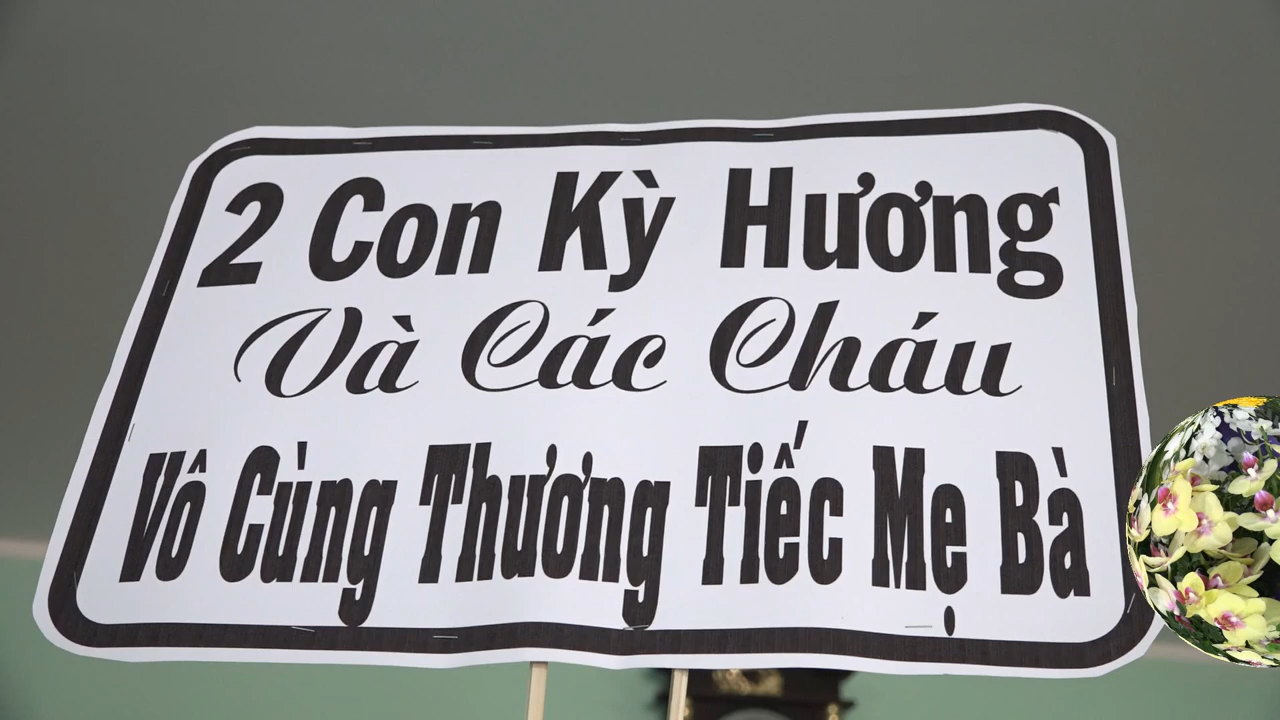 2 Con Kỳ Hương
Và Các Cháu
Vô Cùng Thương Tiếc Mẹ Bà